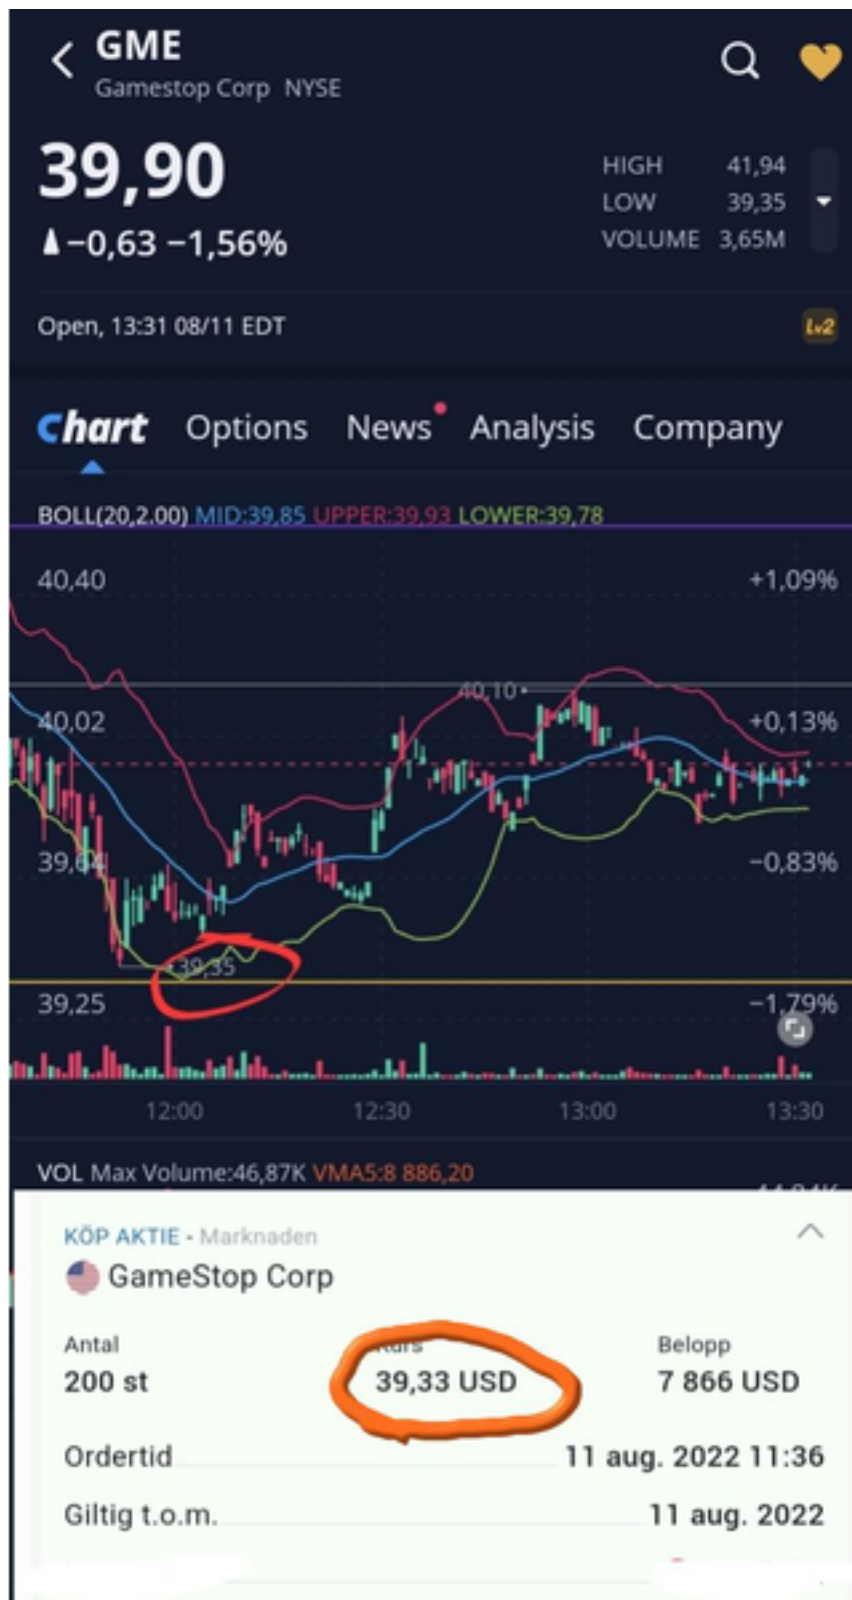 GME
Gamestop Corp NYSE
39,90
−0,63 −1,56%
HIGH 41,94
LOW 39,35
VOLUME 3,65M
Open, 13:31 08/11 EDT
Lv2
Chart Options News Analysis Company
BOLL(20,2.00) MID:39,85 UPPER:39,93 LOWER:39,78
40,40 +1,09%
40,10
40,02 +0,13%
39,64 −0,83%
39,35
39,25 −1,79%
12:00 12:30 13:00 13:30
VOL Max Volume:46,87K VMA5:8 886,20
KÖP AKTIE - Marknaden
GameStop Corp
Antal Kurs Belopp
200 st 39,33 USD 7 866 USD
Ordertid 11 aug. 2022 11:36
Giltig t.o.m. 11 aug. 2022